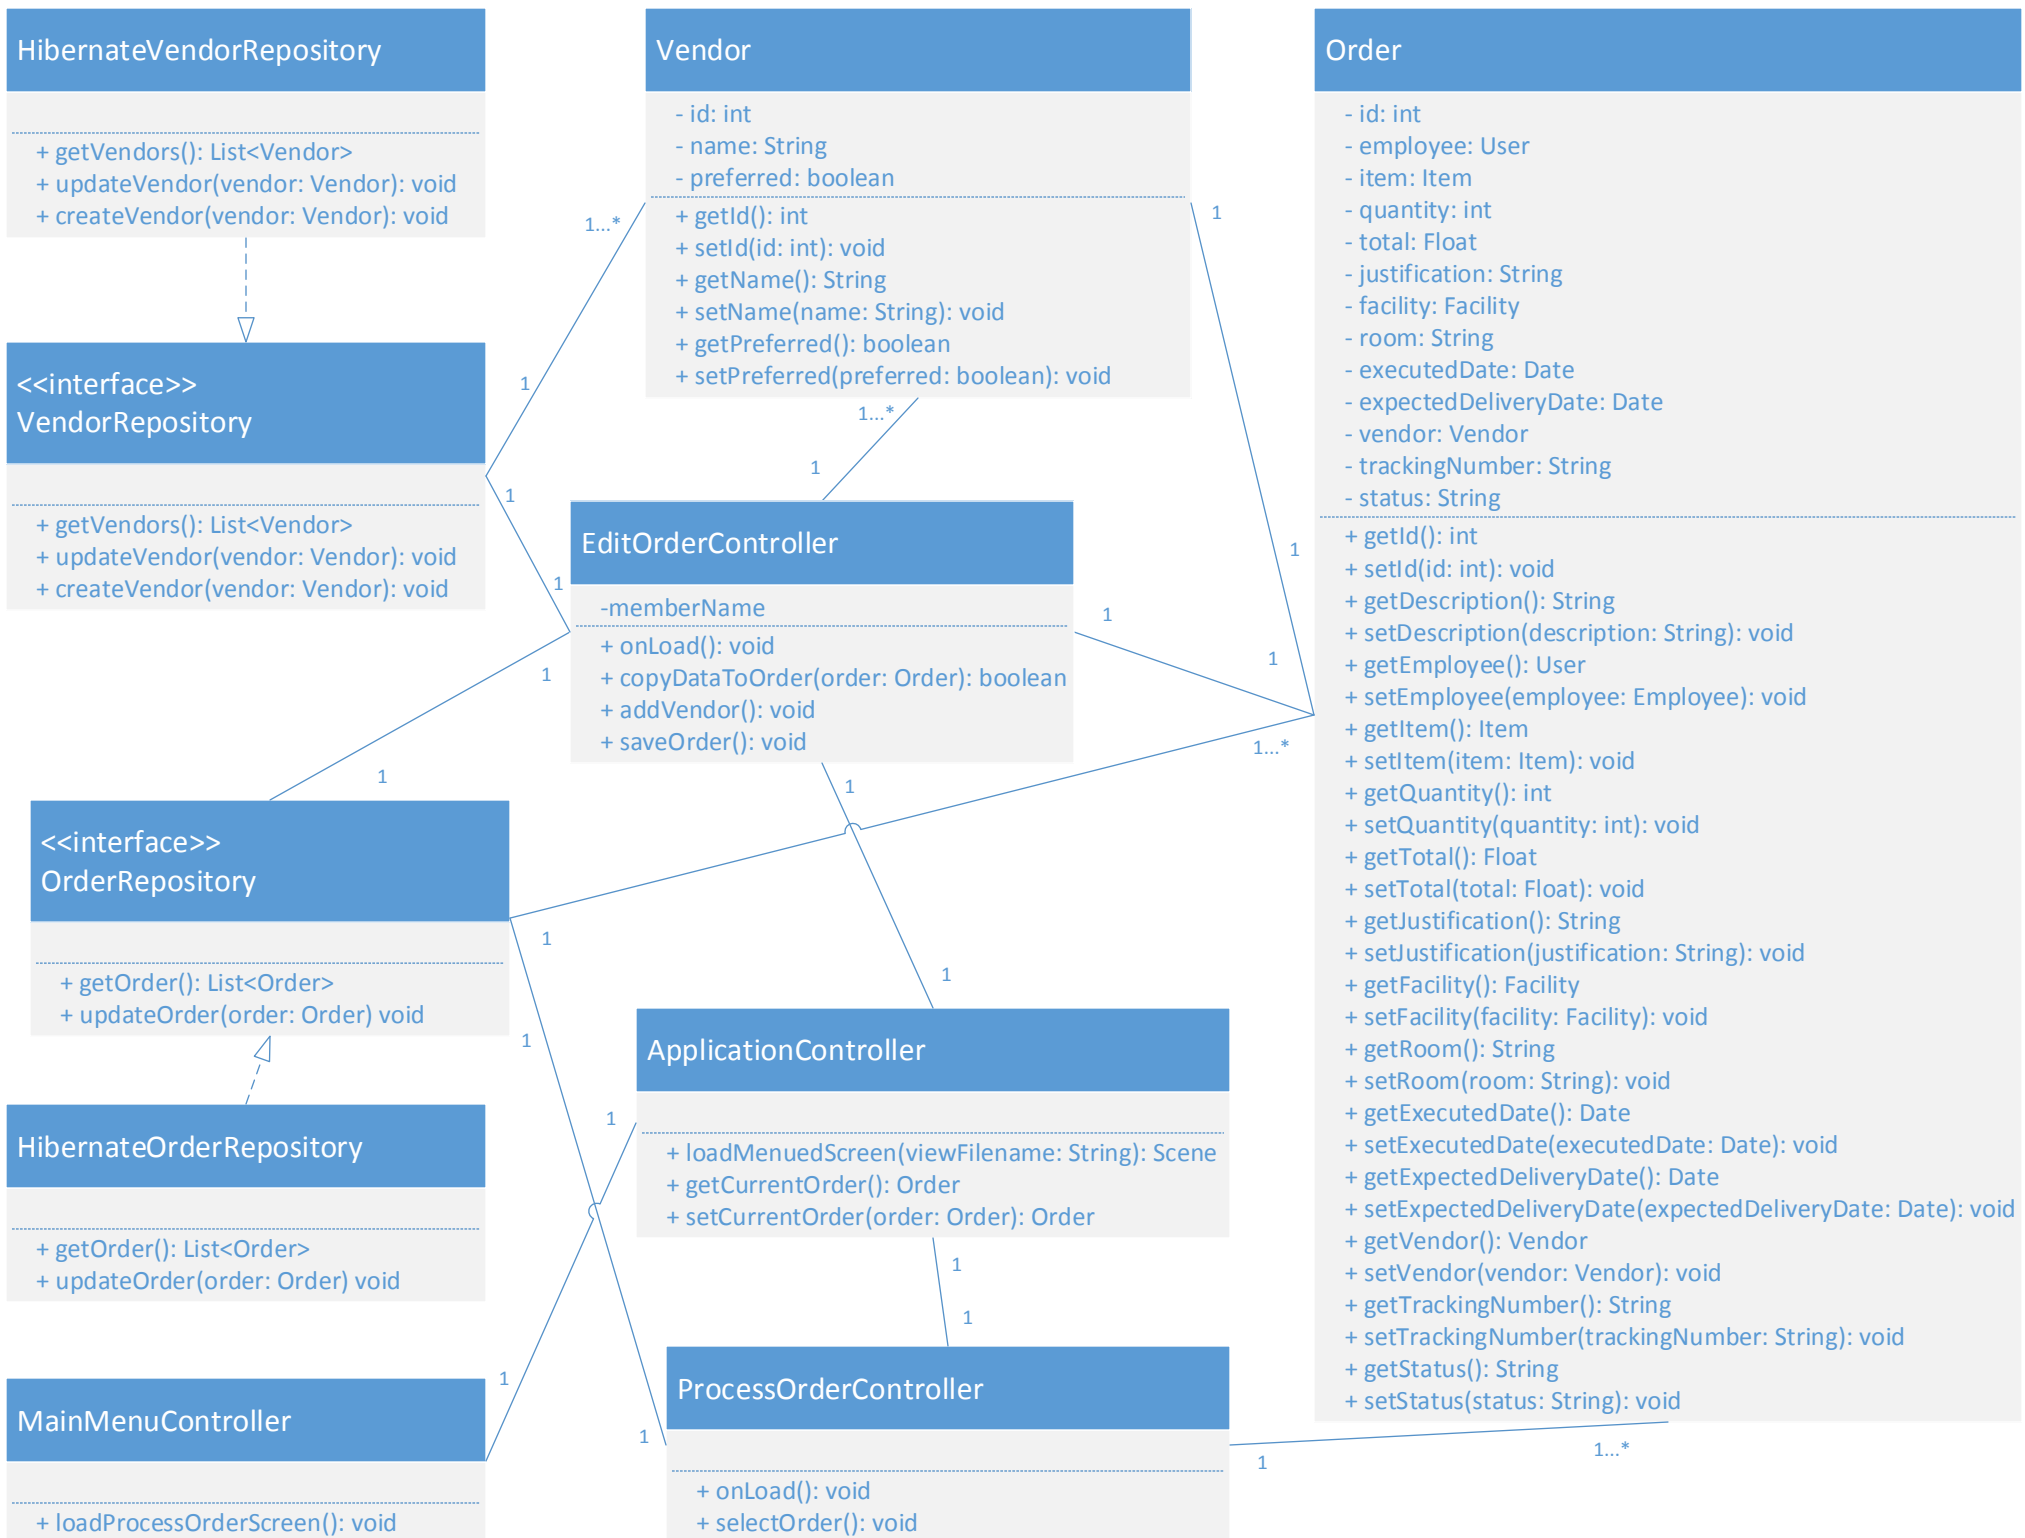 HibernateVendorRepository
+ getVendors(): List<Vendor>
+ updateVendor(vendor: Vendor): void
+ createVendor(vendor: Vendor): void
<<interface>>
VendorRepository
+ getVendors(): List<Vendor>
+ updateVendor(vendor: Vendor): void
+ createVendor(vendor: Vendor): void
Vendor
- id: int
- name: String
- preferred: boolean
+ getId(): int
+ setId(id: int): void
+ getName(): String
+ setName(name: String): void
+ getPreferred(): boolean
+ setPreferred(preferred: boolean): void
1...*
1
1
1
1...*
1
1
1
EditOrderController
-memberName
+ onLoad(): void
+ copyDataToOrder(order: Order): boolean
+ addVendor(): void
+ saveOrder(): void
1
1
1
1
1...*
1
1
1
1
<<interface>>
OrderRepository
+ getOrder(): List<Order>
+ updateOrder(order: Order) void
HibernateOrderRepository
+ getOrder(): List<Order>
+ updateOrder(order: Order) void
ApplicationController
+ loadMenuedScreen(viewFilename: String): Scene
+ getCurrentOrder(): Order
+ setCurrentOrder(order: Order): Order
1
1
1
1
1
MainMenuController
+ loadProcessOrderScreen(): void
ProcessOrderController
+ onLoad(): void
+ selectOrder(): void
1
1...*
Order
- id: int
- employee: User
- item: Item
- quantity: int
- total: Float
- justification: String
- facility: Facility
- room: String
- executedDate: Date
- expectedDeliveryDate: Date
- vendor: Vendor
- trackingNumber: String
- status: String
+ getId(): int
+ setId(id: int): void
+ getDescription(): String
+ setDescription(description: String): void
+ getEmployee(): User
+ setEmployee(employee: Employee): void
+ getItem(): Item
+ setItem(item: Item): void
+ getQuantity(): int
+ setQuantity(quantity: int): void
+ getTotal(): Float
+ setTotal(total: Float): void
+ getJustification(): String
+ setJustification(justification: String): void
+ getFacility(): Facility
+ setFacility(facility: Facility): void
+ getRoom(): String
+ setRoom(room: String): void
+ getExecutedDate(): Date
+ setExecutedDate(executedDate: Date): void
+ getExpectedDeliveryDate(): Date
+ setExpectedDeliveryDate(expectedDeliveryDate: Date): void
+ getVendor(): Vendor
+ setVendor(vendor: Vendor): void
+ getTrackingNumber(): String
+ setTrackingNumber(trackingNumber: String): void
+ getStatus(): String
+ setStatus(status: String): void